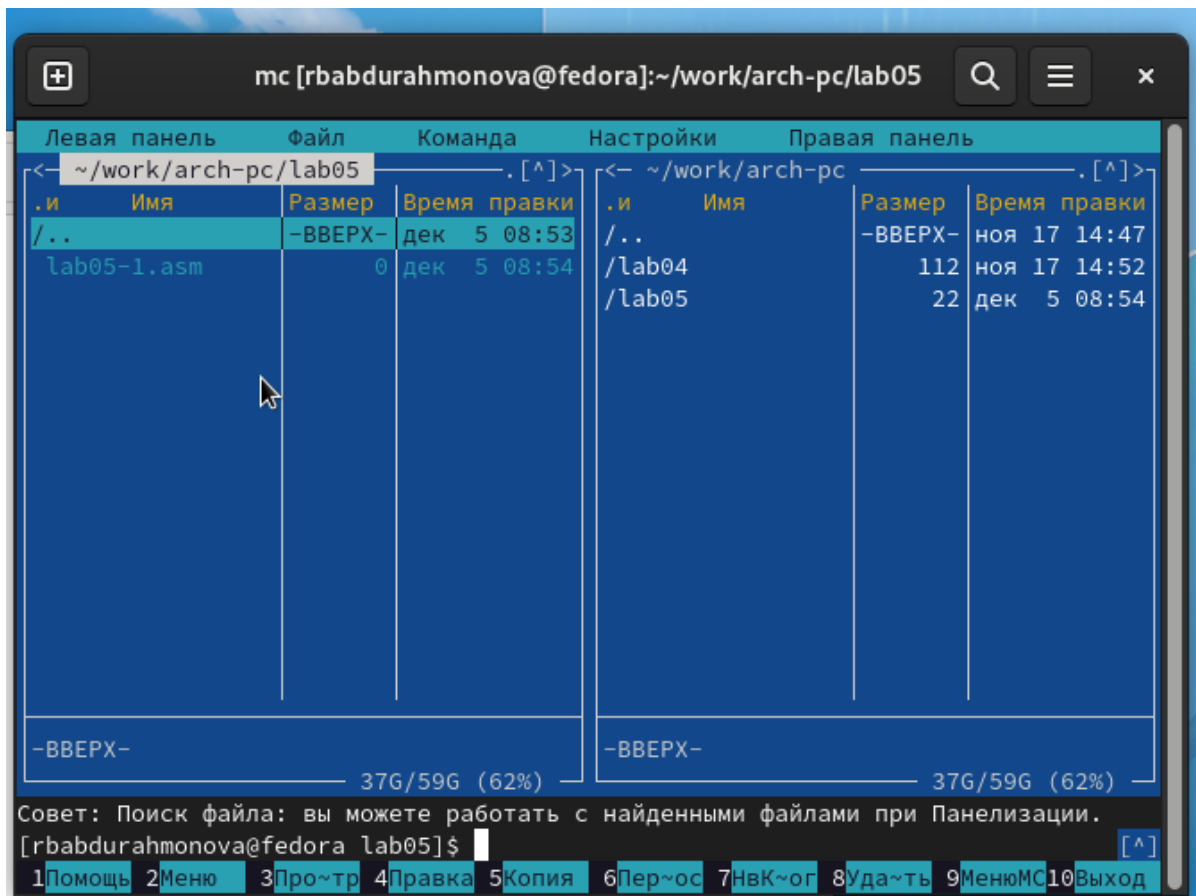 mc [rbabdurahmonova@fedora]:~/work/arch-pc/lab05
Левая панель Файл Команда Настройки Правая панель
<— ~/work/arch-pc/lab05 .[^]> <— ~/work/arch-pc .[^]>
.и Имя Размер Время правки .и Имя Размер Время правки
/.. -ВВЕРХ- дек 5 08:53 /.. -ВВЕРХ- ноя 17 14:47
lab05-1.asm 0 дек 5 08:54 /lab04 112 ноя 17 14:52
/lab05 22 дек 5 08:54
-ВВЕРХ- -ВВЕРХ-
37G/59G (62%) 37G/59G (62%)
Совет: Поиск файла: вы можете работать с найденными файлами при Панелизации.
[rbabdurahmonova@fedora lab05]$ [^]
1Помощь 2Меню 3Про~тр 4Правка 5Копия 6Пер~ос 7НвК~ог 8Уда~ть 9МенюМС 10Выход